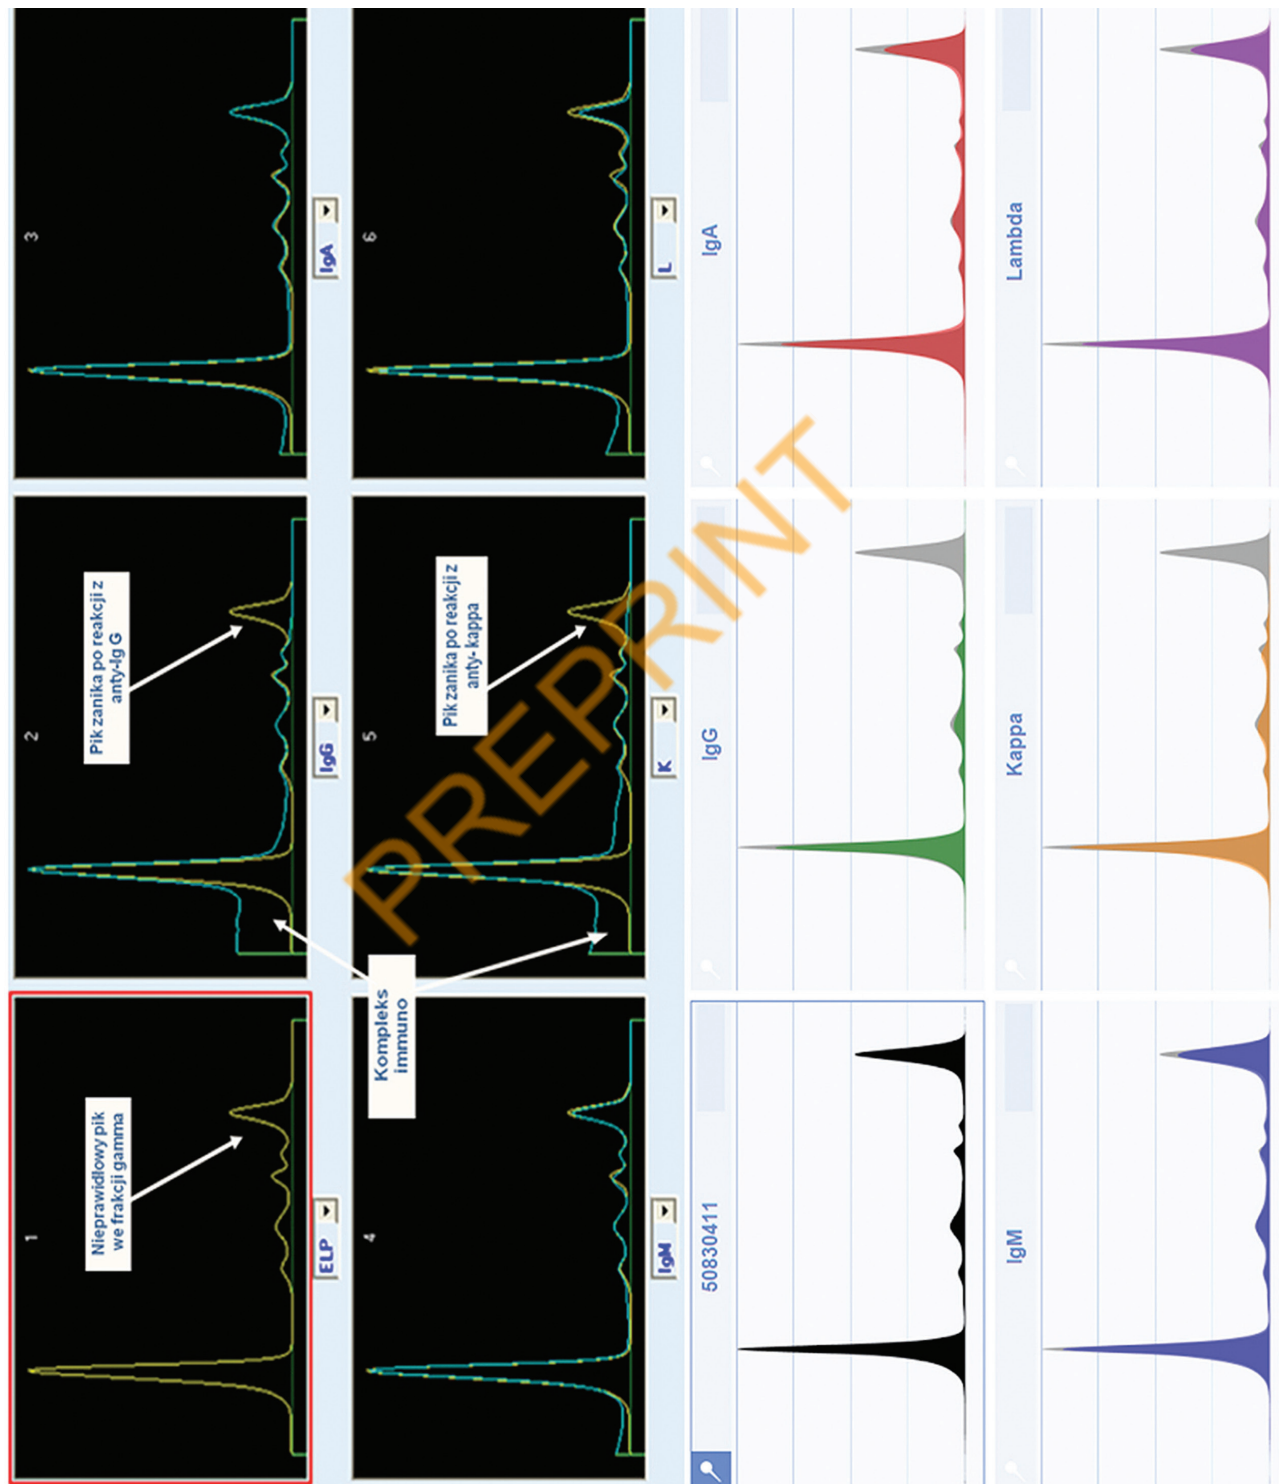 1
Nieprawidłowy pik
we frakcji gamma
ELP
2
Pik zanika po reakcji z
anty-Ig G
IgG
3
IgA
Kompleks
immuno
4
IgM
5
Pik zanika po reakcji z
anty- kappa
K
6
L
50830411
IgG
IgA
IgM
Kappa
Lambda
PREPRINT